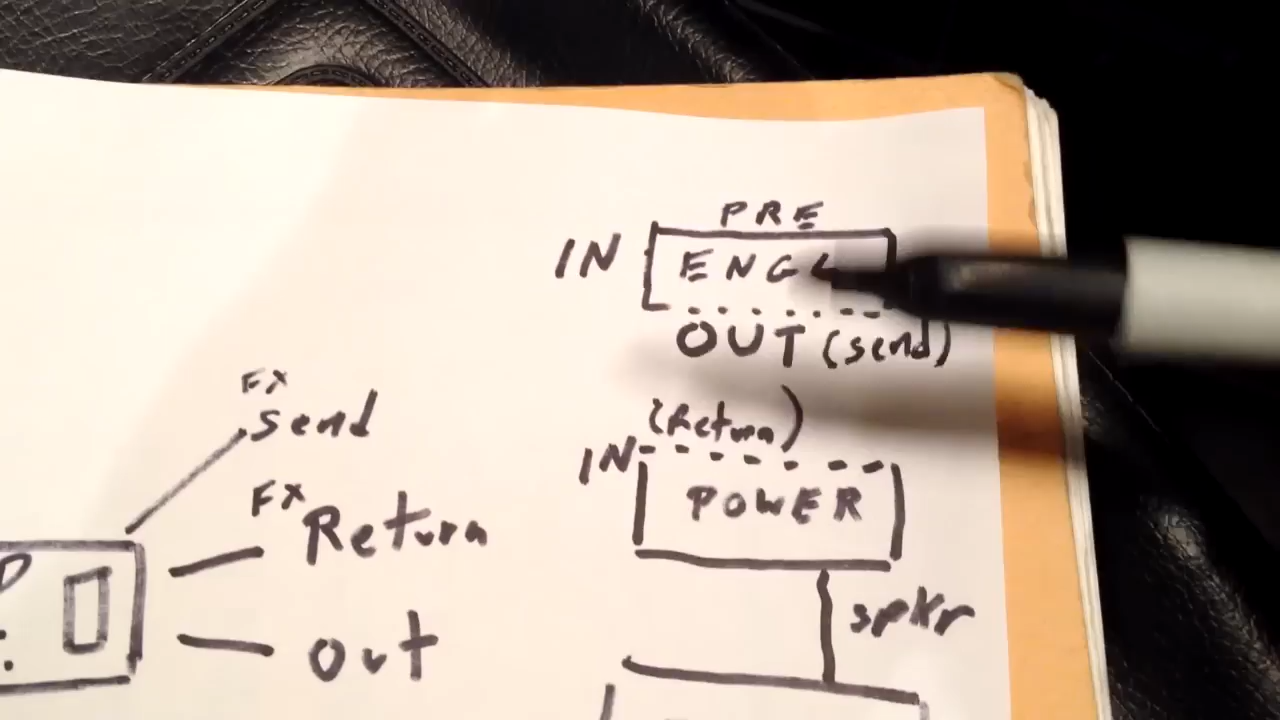 PRE
IN
ENGL
OUT (send)
(Return)
IN
POWER
spkr
FX
send
FX
Return
out